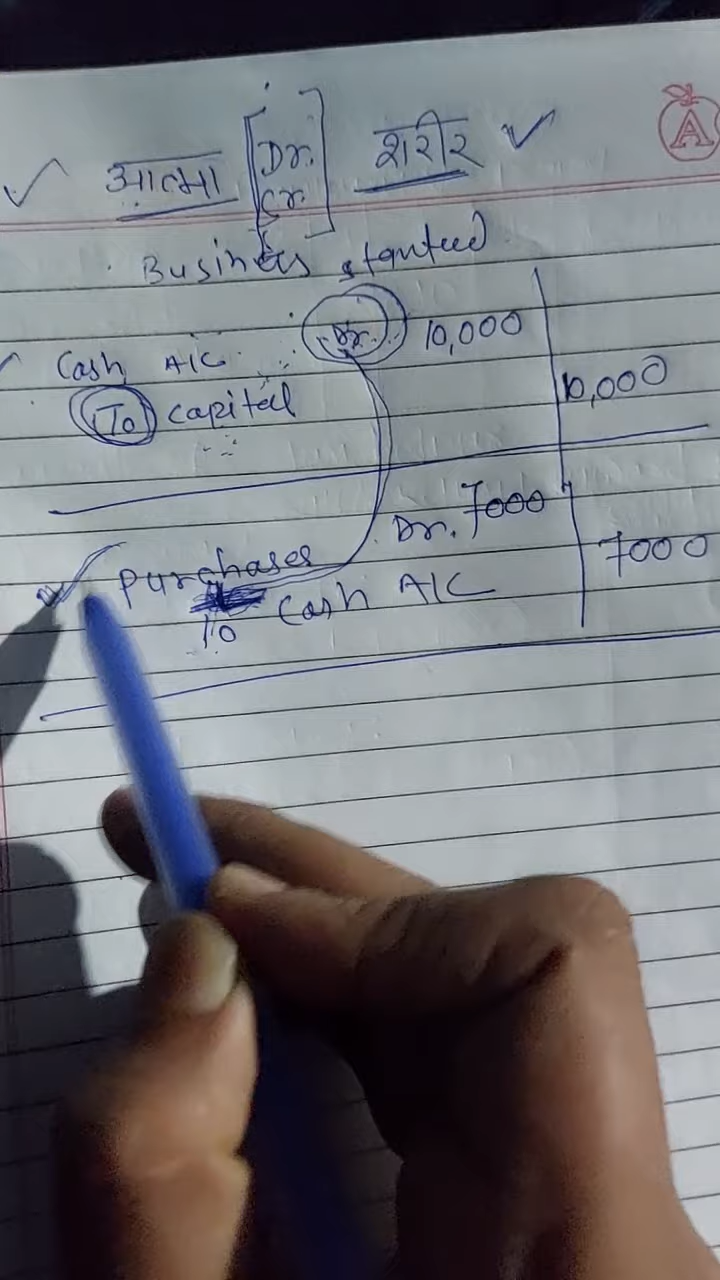 आत्मा [Dr. Cr.] शरीर
A
Business started
Cash A/C Dr. 10,000
To capital 10,000
Purchases Dr. 7000
To Cash A/C 7000